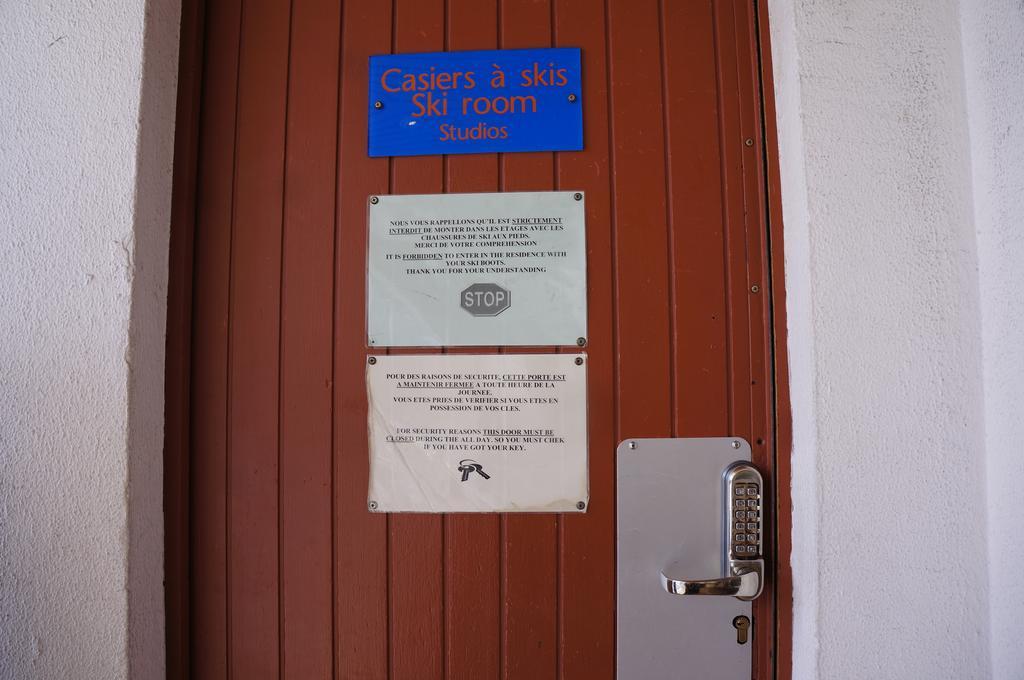 Casiers à skis
Ski room
Studios
NOUS VOUS RAPPELLONS QU'IL EST STRICTEMENT
INTERDIT DE MONTER DANS LES ETAGES AVEC LES
CHAUSSURES DE SKI AUX PIEDS.
MERCI DE VOTRE COMPREHENSION
IT IS FORBIDDEN TO ENTER IN THE RESIDENCE WITH
YOUR SKI BOOTS.
THANK YOU FOR YOUR UNDERSTANDING
STOP
POUR DES RAISONS DE SECURITE, CETTE PORTE EST
A MAINTENIR FERMEE A TOUTE HEURE DE LA
JOURNEE.
VOUS ETES PRIES DE VERIFIER SI VOUS ETES EN
POSSESSION DE VOS CLES.
FOR SECURITY REASONS THIS DOOR MUST BE
CLOSED DURING THE ALL DAY. SO YOU MUST CHEK
IF YOU HAVE GOT YOUR KEY.